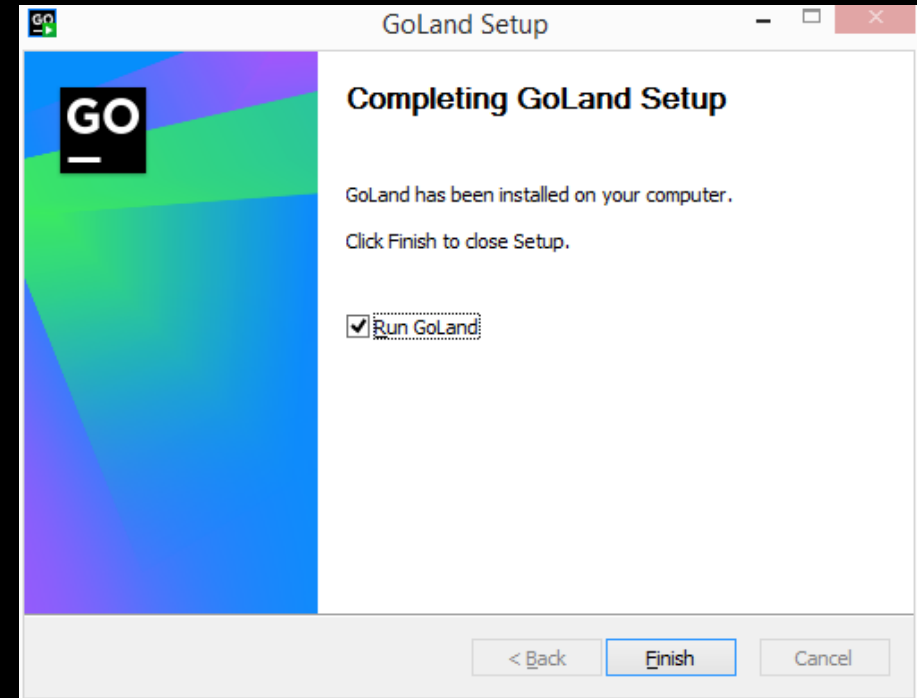 GO
GoLand Setup
GO
Completing GoLand Setup
GoLand has been installed on your computer.
Click Finish to close Setup.
Run GoLand
< Back
Finish
Cancel